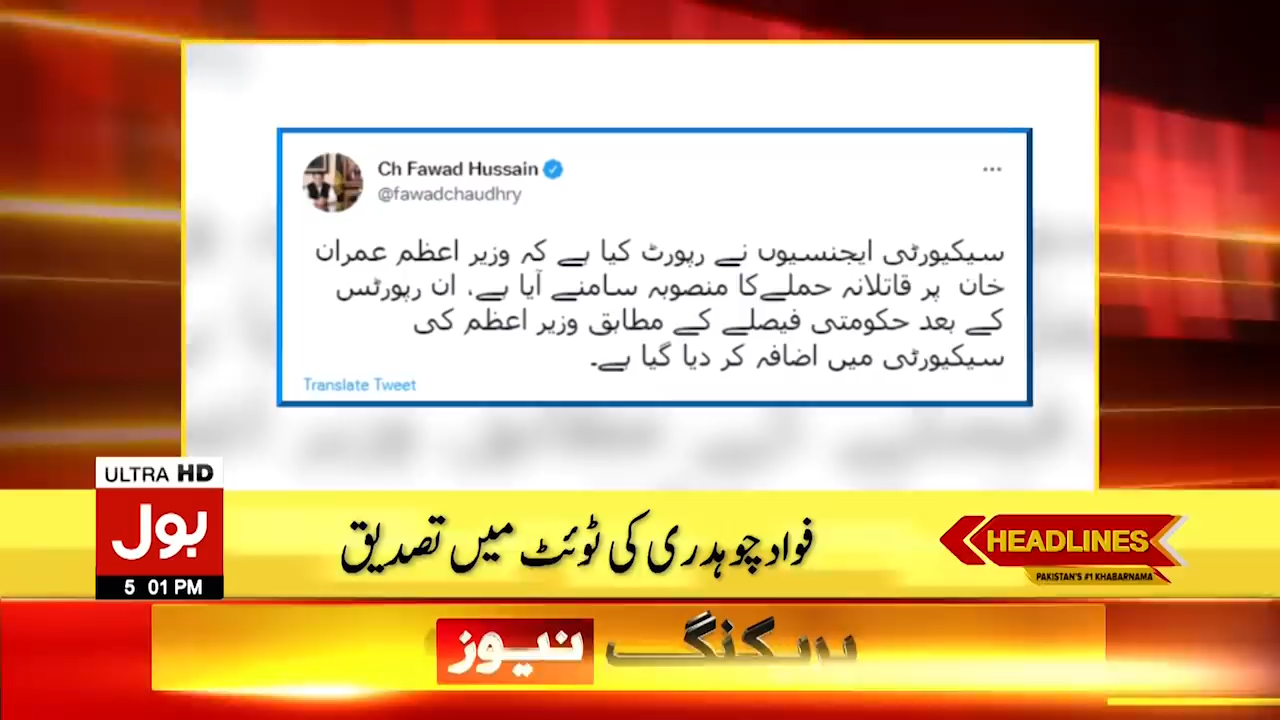 Ch Fawad Hussain
@fawadchaudhry
سیکیورٹی ایجنسیوں نے رپورٹ کیا ہے کہ وزیر اعظم عمران
خان پر قاتلانہ حملےکا منصوبہ سامنے آیا ہے، ان رپورٹس
کے بعد حکومتی فیصلے کے مطابق وزیر اعظم کی
سیکیورٹی میں اضافہ کر دیا گیا ہے۔
Translate Tweet
ULTRA HD
بول
5 01 PM
فواد چوہدری کی ٹوئٹ میں تصدیق
HEADLINES
PAKISTAN'S #1 KHABARNAMA
بریکنگ نیوز